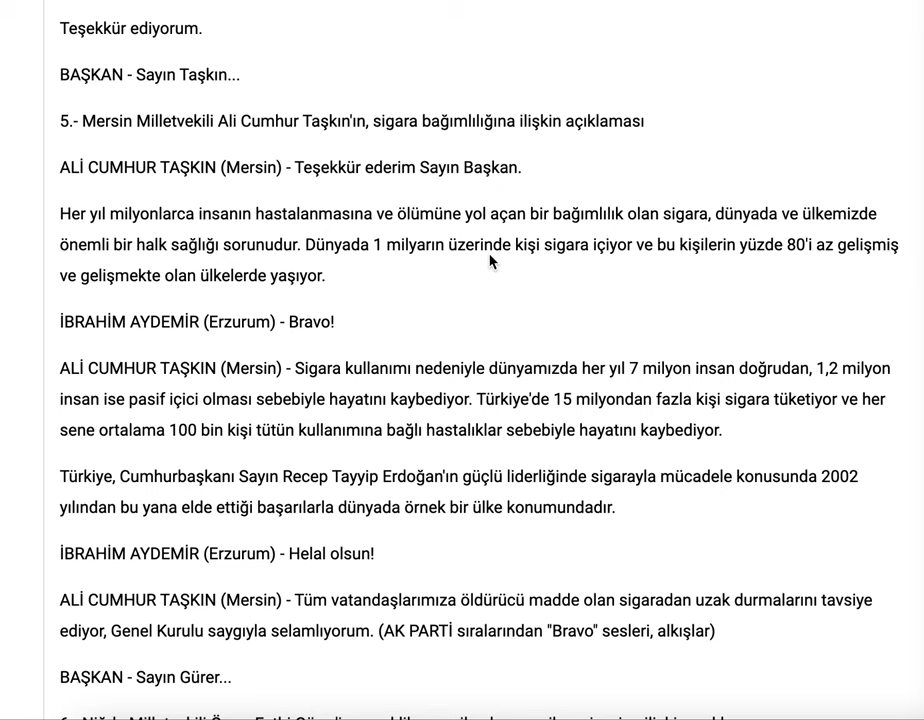 Teşekkür ediyorum.
BAŞKAN - Sayın Taşkın...
5.- Mersin Milletvekili Ali Cumhur Taşkın'ın, sigara bağımlılığına ilişkin açıklaması
ALİ CUMHUR TAŞKIN (Mersin) - Teşekkür ederim Sayın Başkan.
Her yıl milyonlarca insanın hastalanmasına ve ölümüne yol açan bir bağımlılık olan sigara, dünyada ve ülkemizde
önemli bir halk sağlığı sorunudur. Dünyada 1 milyarın üzerinde kişi sigara içiyor ve bu kişilerin yüzde 80'i az gelişmiş
ve gelişmekte olan ülkelerde yaşıyor.
İBRAHİM AYDEMİR (Erzurum) - Bravo!
ALİ CUMHUR TAŞKIN (Mersin) - Sigara kullanımı nedeniyle dünyamızda her yıl 7 milyon insan doğrudan, 1,2 milyon
insan ise pasif içici olması sebebiyle hayatını kaybediyor. Türkiye'de 15 milyondan fazla kişi sigara tüketiyor ve her
sene ortalama 100 bin kişi tütün kullanımına bağlı hastalıklar sebebiyle hayatını kaybediyor.
Türkiye, Cumhurbaşkanı Sayın Recep Tayyip Erdoğan'ın güçlü liderliğinde sigarayla mücadele konusunda 2002
yılından bu yana elde ettiği başarılarla dünyada örnek bir ülke konumundadır.
İBRAHİM AYDEMİR (Erzurum) - Helal olsun!
ALİ CUMHUR TAŞKIN (Mersin) - Tüm vatandaşlarımıza öldürücü madde olan sigaradan uzak durmalarını tavsiye
ediyor, Genel Kurulu saygıyla selamlıyorum. (AK PARTİ sıralarından "Bravo" sesleri, alkışlar)
BAŞKAN - Sayın Gürer...